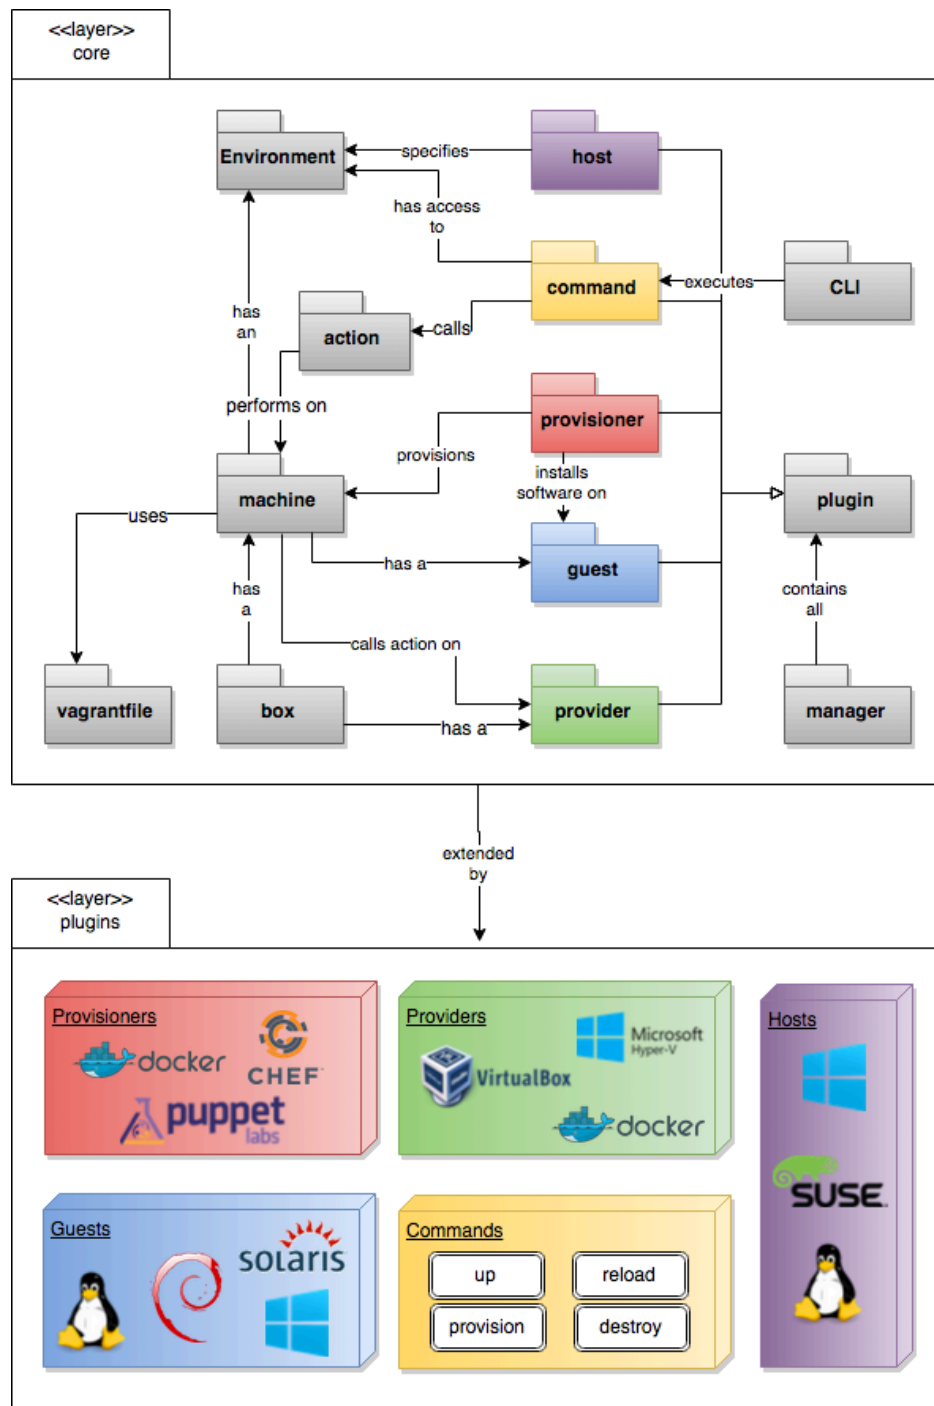 <<layer>>
core
Environment
specifies
host
has access
to
command
executes
CLI
has
an
action
calls
performs on
provisioner
provisions
installs
software on
machine
plugin
uses
has a
guest
has
a
contains
all
calls action on
vagrantfile
box
has a
provider
manager
extended
by
<<layer>>
plugins
Provisioners
docker
CHEF
puppet
labs
Providers
Microsoft
Hyper-V
VirtualBox
docker
Hosts
SUSE
Guests
solaris
Commands
up
reload
provision
destroy